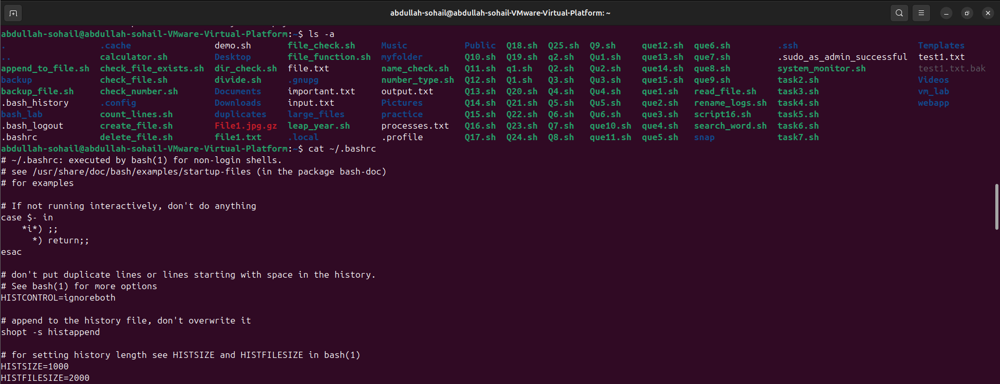 abdullah-sohail@abdullah-sohail-VMware-Virtual-Platform: ~
abdullah-sohail@abdullah-sohail-VMware-Virtual-Platform:~$ ls -a
. .cache demo.sh file_check.sh Music Public Q18.sh Q25.sh Q9.sh que12.sh que6.sh .ssh Templates
.. calculator.sh Desktop file_function.sh myfolder Q10.sh Q19.sh q2.sh Qu1.sh que13.sh que7.sh .sudo_as_admin_successful test1.txt
append_to_file.sh check_file_exists.sh dir_check.sh file.txt name_check.sh Q11.sh q1.sh Q2.sh Qu2.sh que14.sh que8.sh system_monitor.sh test1.txt.bak
backup check_file.sh divide.sh .gnupg number_type.sh Q12.sh Q1.sh Q3.sh Qu3.sh que15.sh que9.sh task2.sh Videos
backup_file.sh check_number.sh Documents important.txt output.txt Q13.sh Q20.sh Q4.sh Qu4.sh que1.sh read_file.sh task3.sh vm_lab
.bash_history .config Downloads input.txt Pictures Q14.sh Q21.sh Q5.sh Qu5.sh que2.sh rename_logs.sh task4.sh webapp
bash_lab count_lines.sh duplicates large_files practice Q15.sh Q22.sh Q6.sh Qu6.sh que3.sh script16.sh task5.sh
.bash_logout create_file.sh File1.jpg.gz leap_year.sh processes.txt Q16.sh Q23.sh Q7.sh que10.sh que4.sh search_word.sh task6.sh
.bashrc delete_file.sh file1.txt .local .profile Q17.sh Q24.sh Q8.sh que11.sh que5.sh snap task7.sh
abdullah-sohail@abdullah-sohail-VMware-Virtual-Platform:~$ cat ~/.bashrc
# ~/.bashrc: executed by bash(1) for non-login shells.
# see /usr/share/doc/bash/examples/startup-files (in the package bash-doc)
# for examples
# If not running interactively, don't do anything
case $- in
*i*) ;;
*) return;;
esac
# don't put duplicate lines or lines starting with space in the history.
# See bash(1) for more options
HISTCONTROL=ignoreboth
# append to the history file, don't overwrite it
shopt -s histappend
# for setting history length see HISTSIZE and HISTFILESIZE in bash(1)
HISTSIZE=1000
HISTFILESIZE=2000